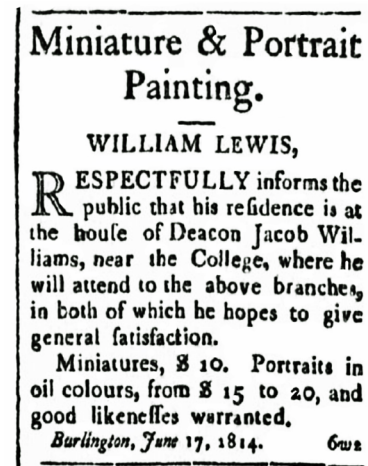 Miniature & Portrait
Painting.
WILLIAM LEWIS,
RESPECTFULLY informs the
public that his reſidence is at
the houſe of Deacon Jacob Wil-
liams, near the College, where he
will attend to the above branches,
in both of which he hopes to give
general ſatisfaction.
Miniatures, $ 10. Portraits in
oil colours, from $ 15 to 20, and
good likeneſſes warranted.
Burlington, June 17, 1814. 6w2